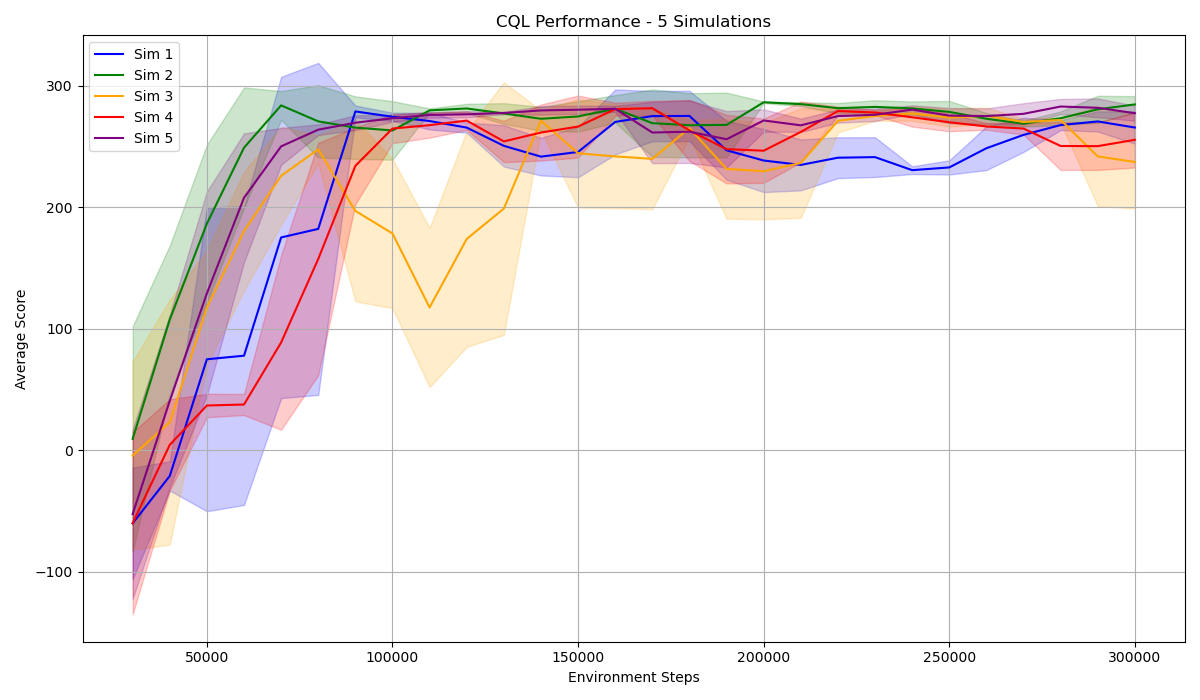 CQL Performance - 5 Simulations
Sim 1
Sim 2
Sim 3
Sim 4
Sim 5
Average Score
300
200
100
0
−100
50000
100000
150000
200000
250000
300000
Environment Steps